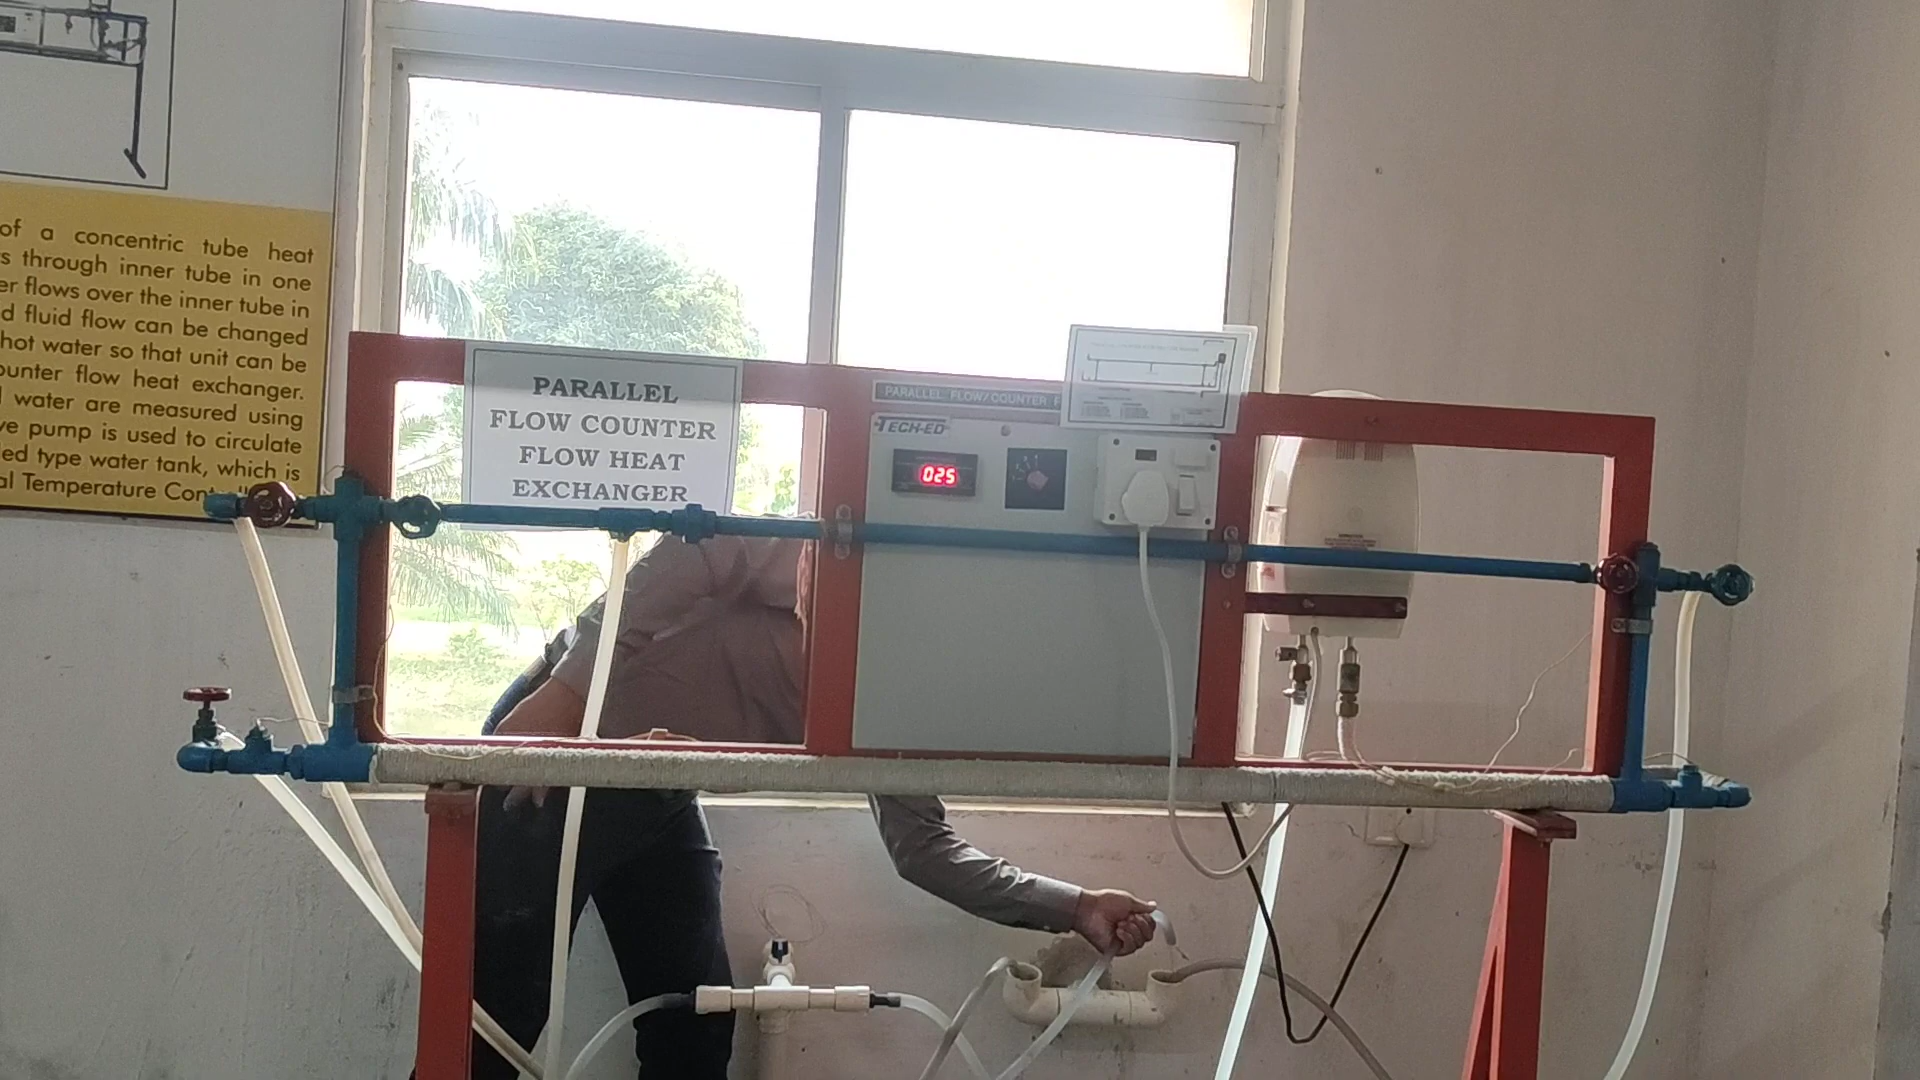 of a concentric tube heat
s through inner tube in one
er flows over the inner tube in
d fluid flow can be changed
hot water so that unit can be
ounter flow heat exchanger.
water are measured using
ve pump is used to circulate
led type water tank, which is
al Temperature Cont
PARALLEL
FLOW COUNTER
FLOW HEAT
EXCHANGER
PARALLEL FLOW/COUNTER F
TECH-ED
025